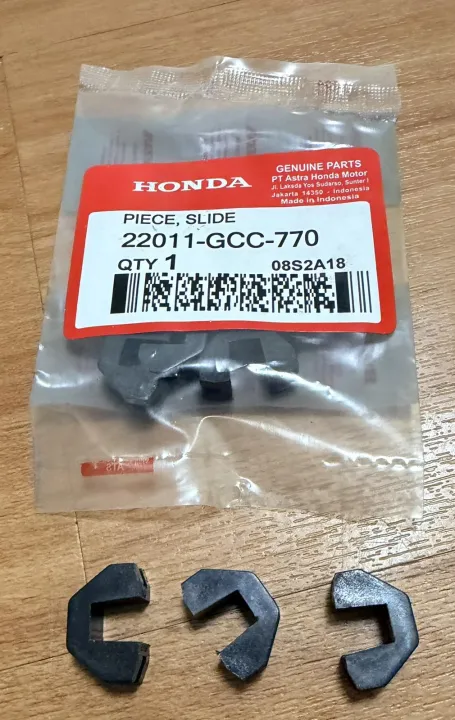 HONDA
GENUINE PARTS
PT Astra Honda Motor
Jl. Laksda Yos Sudarso, Sunter I
Jakarta 14350 - Indonesia
Made in Indonesia
PIECE, SLIDE
22011-GCC-770
QTY 1
08S2A18